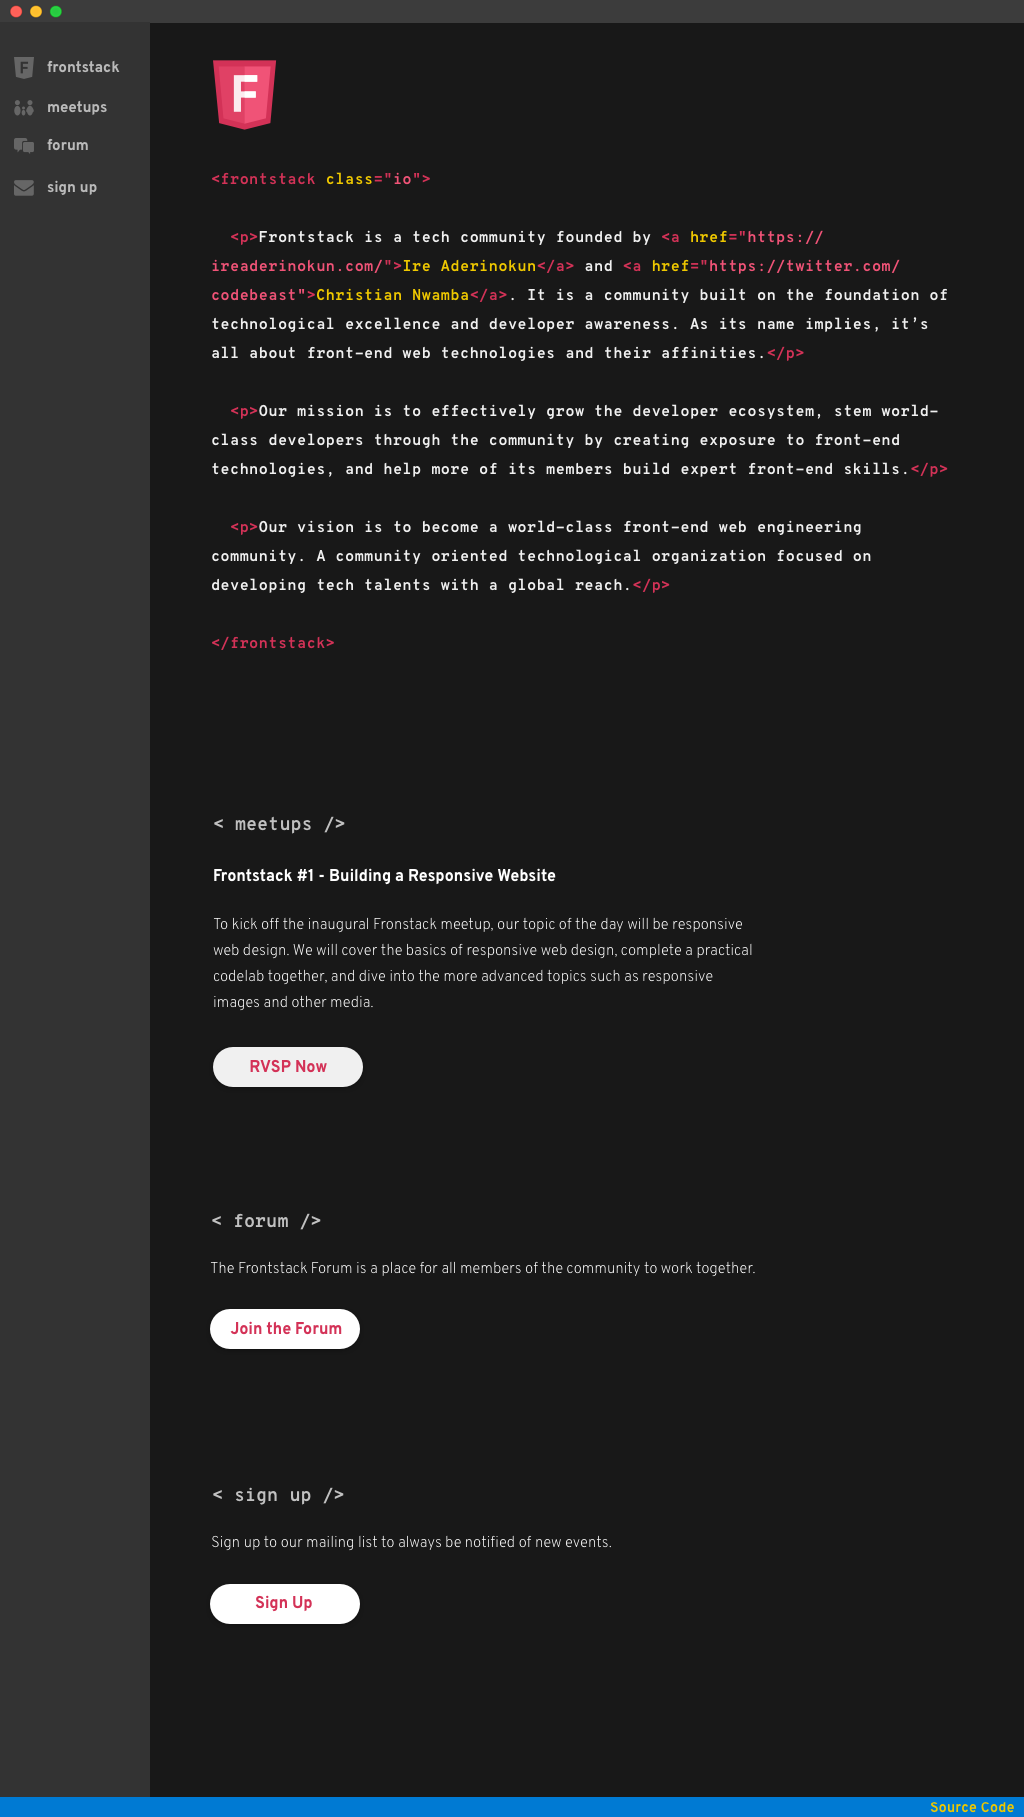 frontstack
meetups
forum
sign up
F
<frontstack class="io">
<p>Frontstack is a tech community founded by <a href="https://
ireaderinokun.com/">Ire Aderinokun</a> and <a href="https://twitter.com/
codebeast">Christian Nwamba</a>. It is a community built on the foundation of
technological excellence and developer awareness. As its name implies, it’s
all about front-end web technologies and their affinities.</p>
<p>Our mission is to effectively grow the developer ecosystem, stem world-
class developers through the community by creating exposure to front-end
technologies, and help more of its members build expert front-end skills.</p>
<p>Our vision is to become a world-class front-end web engineering
community. A community oriented technological organization focused on
developing tech talents with a global reach.</p>
</frontstack>
< meetups />
Frontstack #1 - Building a Responsive Website
To kick off the inaugural Fronstack meetup, our topic of the day will be responsive
web design. We will cover the basics of responsive web design, complete a practical
codelab together, and dive into the more advanced topics such as responsive
images and other media.
RVSP Now
< forum />
The Frontstack Forum is a place for all members of the community to work together.
Join the Forum
< sign up />
Sign up to our mailing list to always be notified of new events.
Sign Up
Source Code